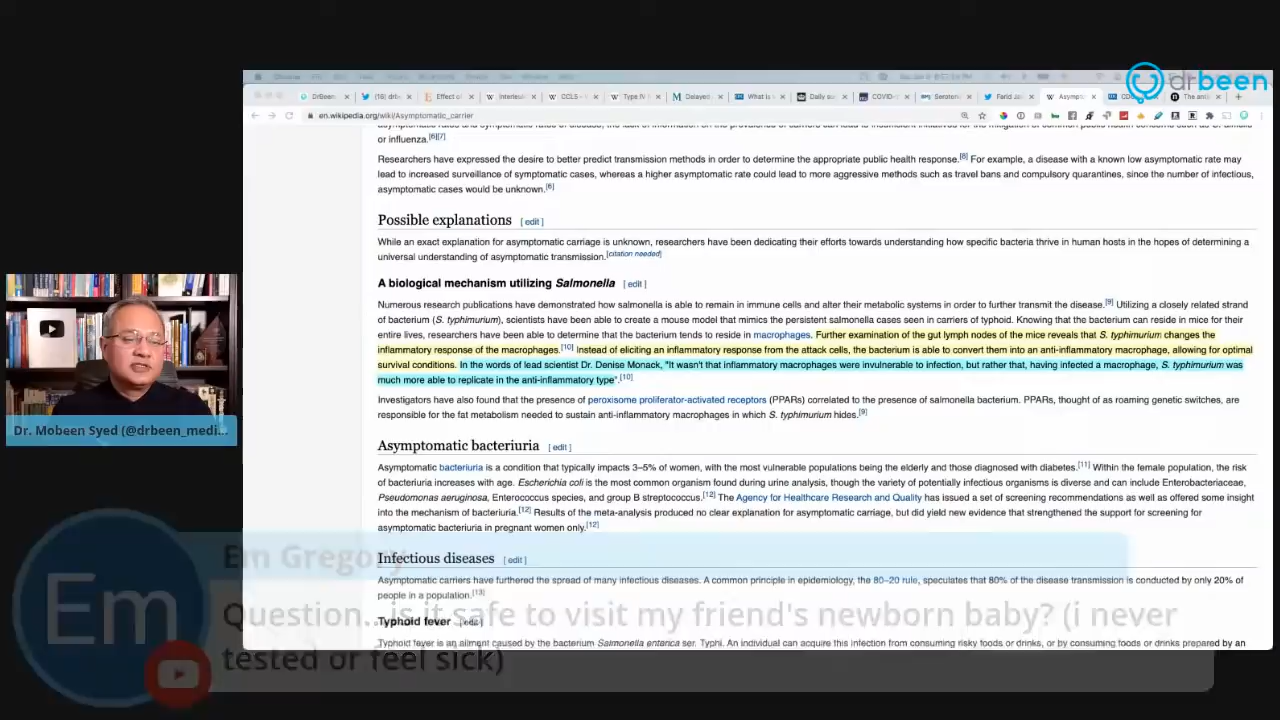 drbeen
DrBeen
(16) drb
Effect o
Interleuk
CCLS -
Type IV
Delayed
What is
Daily su
COVID-
Seroton
Farid Ja
Asympt
The anti
en.wikipedia.org/wiki/Asymptomatic_carrier
or influenza.[6][7]
Researchers have expressed the desire to better predict transmission methods in order to determine the appropriate public health response.[8] For example, a disease with a known low asymptomatic rate may
lead to increased surveillance of symptomatic cases, whereas a higher asymptomatic rate could lead to more aggressive methods such as travel bans and compulsory quarantines, since the number of infectious,
asymptomatic cases would be unknown.[6]
Possible explanations [ edit ]
While an exact explanation for asymptomatic carriage is unknown, researchers have been dedicating their efforts towards understanding how specific bacteria thrive in human hosts in the hopes of determining a
universal understanding of asymptomatic transmission.[citation needed]
A biological mechanism utilizing Salmonella [ edit ]
Numerous research publications have demonstrated how salmonella is able to remain in immune cells and alter their metabolic systems in order to further transmit the disease.[9] Utilizing a closely related strand
of bacterium (S. typhimurium), scientists have been able to create a mouse model that mimics the persistent salmonella cases seen in carriers of typhoid. Knowing that the bacterium can reside in mice for their
entire lives, researchers have been able to determine that the bacterium tends to reside in macrophages. Further examination of the gut lymph nodes of the mice reveals that S. typhimurium changes the
inflammatory response of the macrophages.[10] Instead of eliciting an inflammatory response from the attack cells, the bacterium is able to convert them into an anti-inflammatory macrophage, allowing for optimal
survival conditions. In the words of lead scientist Dr. Denise Monack, "It wasn't that inflammatory macrophages were invulnerable to infection, but rather that, having infected a macrophage, S. typhimurium was
much more able to replicate in the anti-inflammatory type".[10]
Investigators have also found that the presence of peroxisome proliferator-activated receptors (PPARs) correlated to the presence of salmonella bacterium. PPARs, thought of as roaming genetic switches, are
responsible for the fat metabolism needed to sustain anti-inflammatory macrophages in which S. typhimurium hides.[9]
Asymptomatic bacteriuria [ edit ]
Asymptomatic bacteriuria is a condition that typically impacts 3–5% of women, with the most vulnerable populations being the elderly and those diagnosed with diabetes.[11] Within the female population, the risk
of bacteriuria increases with age. Escherichia coli is the most common organism found during urine analysis, though the variety of potentially infectious organisms is diverse and can include Enterobacteriaceae,
Pseudomonas aeruginosa, Enterococcus species, and group B streptococcus.[12] The Agency for Healthcare Research and Quality has issued a set of screening recommendations as well as offered some insight
into the mechanism of bacteriuria.[12] Results of the meta-analysis produced no clear explanation for asymptomatic carriage, but did yield new evidence that strengthened the support for screening for
asymptomatic bacteria in pregnant women only.[12]
Infectious diseases [ edit ]
Asymptomatic carriers have furthered the spread of many infectious diseases. A common principle in epidemiology, the 80–20 rule, speculates that 80% of the disease transmission is conducted by only 20% of
people in a population.[13]
Typhoid fever [ edit ]
Typhoid fever is an ailment caused by the bacterium Salmonella enterica ser. Typhi. An individual can acquire this infection from consuming risky foods or drinks, or by consuming foods or drinks prepared by an
Dr. Mobeen Syed (@drbeen_medi...
Em
Em Gregory
Question...is it safe to visit my friend's newborn baby? (i never
tested or feel sick)